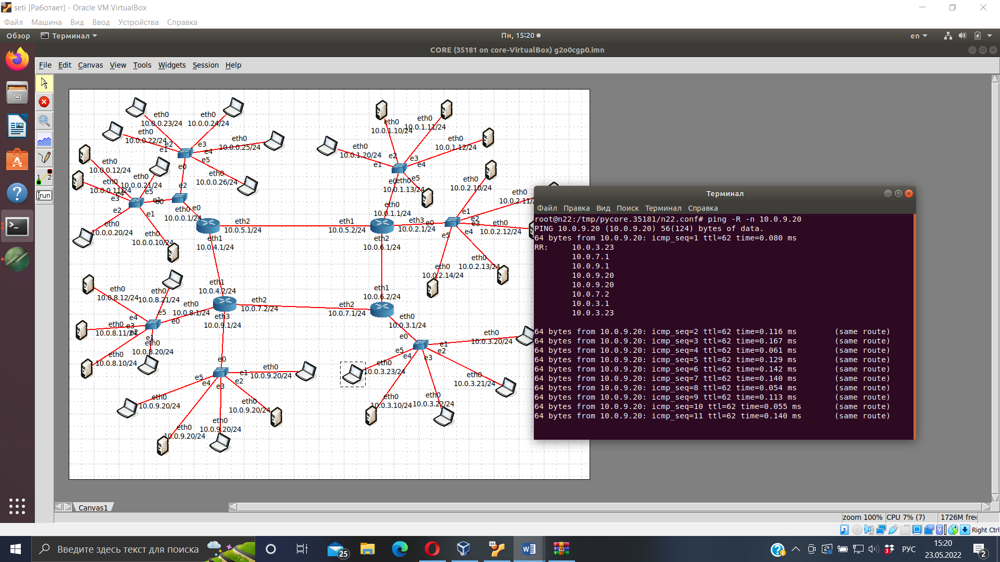 seti [Работает] - Oracle VM VirtualBox
Файл Машина Вид Ввод Устройства Справка
Обзор Терминал Пн, 15:20 en
CORE (35181 on core-VirtualBox) g2o0cgp0.imn
File Edit Canvas View Tools Widgets Session Help
eth0
10.0.0.23/24
eth0
10.0.0.24/24
eth0
10.0.0.22/24
eth0
10.0.0.25/24
e2
e1
e3
e4
e5
e0
eth0
10.0.0.26/24
eth0
10.0.0.12/24
eth0
10.0.0.21/24
eth0
10.0.0.11/24
e4
e3
e5
e2
e1
e0
e2
e1
e0
eth0
10.0.0.20/24
eth0
10.0.0.10/24
eth0
10.0.0.1/24
eth2
10.0.5.1/24
eth1
10.0.4.1/24
eth1
10.0.5.2/24
eth0
10.0.1.1/24
eth3
10.0.2.1/24
eth2
10.0.6.1/24
eth0
10.0.1.10/24
eth0
10.0.1.11/24
eth0
10.0.1.12/24
eth0
10.0.1.20/24
e2
e1
e3
e4
e5
e0
eth0
10.0.1.13/24
eth0
10.0.2.10/24
eth0
10.0.2.11/24
eth0
10.0.2.12/24
e1
e2
e3
e4
e5
e0
eth0
10.0.2.13/24
eth0
10.0.2.14/24
eth1
10.0.4.2/24
eth2
10.0.7.2/24
eth0
10.0.8.1/24
eth3
10.0.9.1/24
eth1
10.0.6.2/24
eth2
10.0.7.1/24
eth0
10.0.3.1/24
eth0
10.0.8.12/24
eth0
10.0.8.21/24
eth0
10.0.8.11/24
e4
e3
e2
e1
e5
e0
eth0
10.0.8.20/24
eth0
10.0.8.10/24
e0
e1
e2
e3
e4
e5
eth0
10.0.9.20/24
eth0
10.0.9.20/24
eth0
10.0.9.20/24
eth0
10.0.9.20/24
eth0
10.0.9.20/24
e0
e1
e2
e3
e4
e5
eth0
10.0.3.20/24
eth0
10.0.3.23/24
eth0
10.0.3.21/24
eth0
10.0.3.10/24
eth0
10.0.3.22/24
1 2
run
Терминал
Файл Правка Вид Поиск Терминал Справка
root@n22:/tmp/pycore.35181/n22.conf# ping -R -n 10.0.9.20
PING 10.0.9.20 (10.0.9.20) 56(124) bytes of data.
64 bytes from 10.0.9.20: icmp_seq=1 ttl=62 time=0.080 ms
RR: 10.0.3.23
10.0.7.1
10.0.9.1
10.0.9.20
10.0.9.20
10.0.7.2
10.0.3.1
10.0.3.23
64 bytes from 10.0.9.20: icmp_seq=2 ttl=62 time=0.116 ms (same route)
64 bytes from 10.0.9.20: icmp_seq=3 ttl=62 time=0.167 ms (same route)
64 bytes from 10.0.9.20: icmp_seq=4 ttl=62 time=0.061 ms (same route)
64 bytes from 10.0.9.20: icmp_seq=5 ttl=62 time=0.129 ms (same route)
64 bytes from 10.0.9.20: icmp_seq=6 ttl=62 time=0.142 ms (same route)
64 bytes from 10.0.9.20: icmp_seq=7 ttl=62 time=0.140 ms (same route)
64 bytes from 10.0.9.20: icmp_seq=8 ttl=62 time=0.054 ms (same route)
64 bytes from 10.0.9.20: icmp_seq=9 ttl=62 time=0.113 ms (same route)
64 bytes from 10.0.9.20: icmp_seq=10 ttl=62 time=0.055 ms (same route)
64 bytes from 10.0.9.20: icmp_seq=11 ttl=62 time=0.140 ms (same route)
Canvas1
zoom 100% CPU 7% (7) 1726M free
Right Ctrl
Введите здесь текст для поиска
25
64
3
РУС
15:20
23.05.2022
2